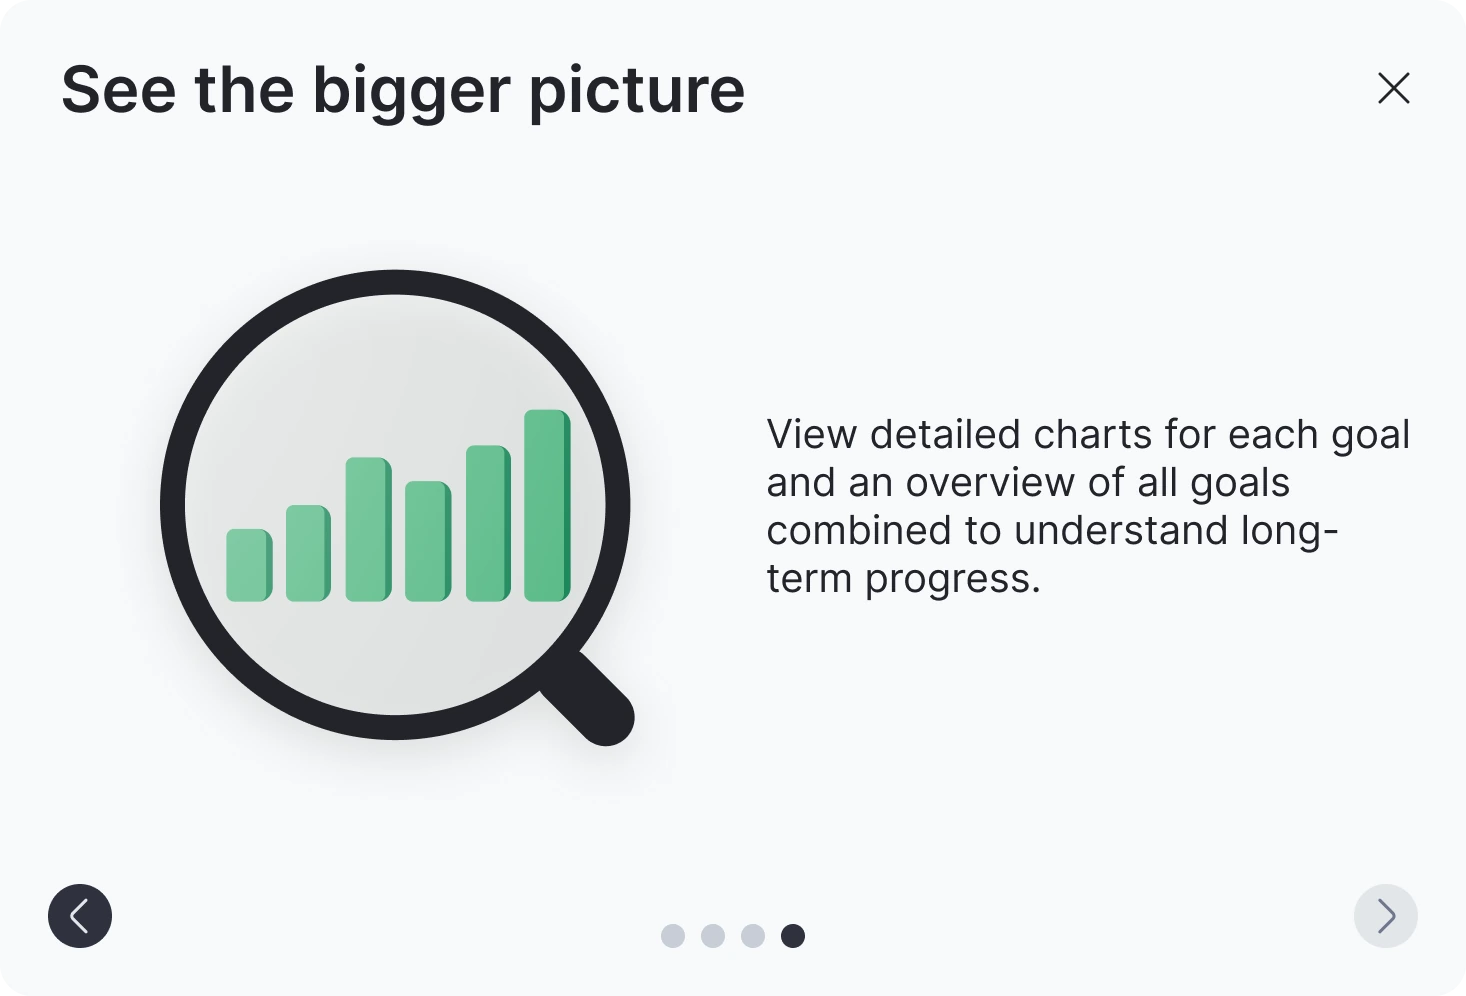 See the bigger picture
View detailed charts for each goal
and an overview of all goals
combined to understand long-
term progress.